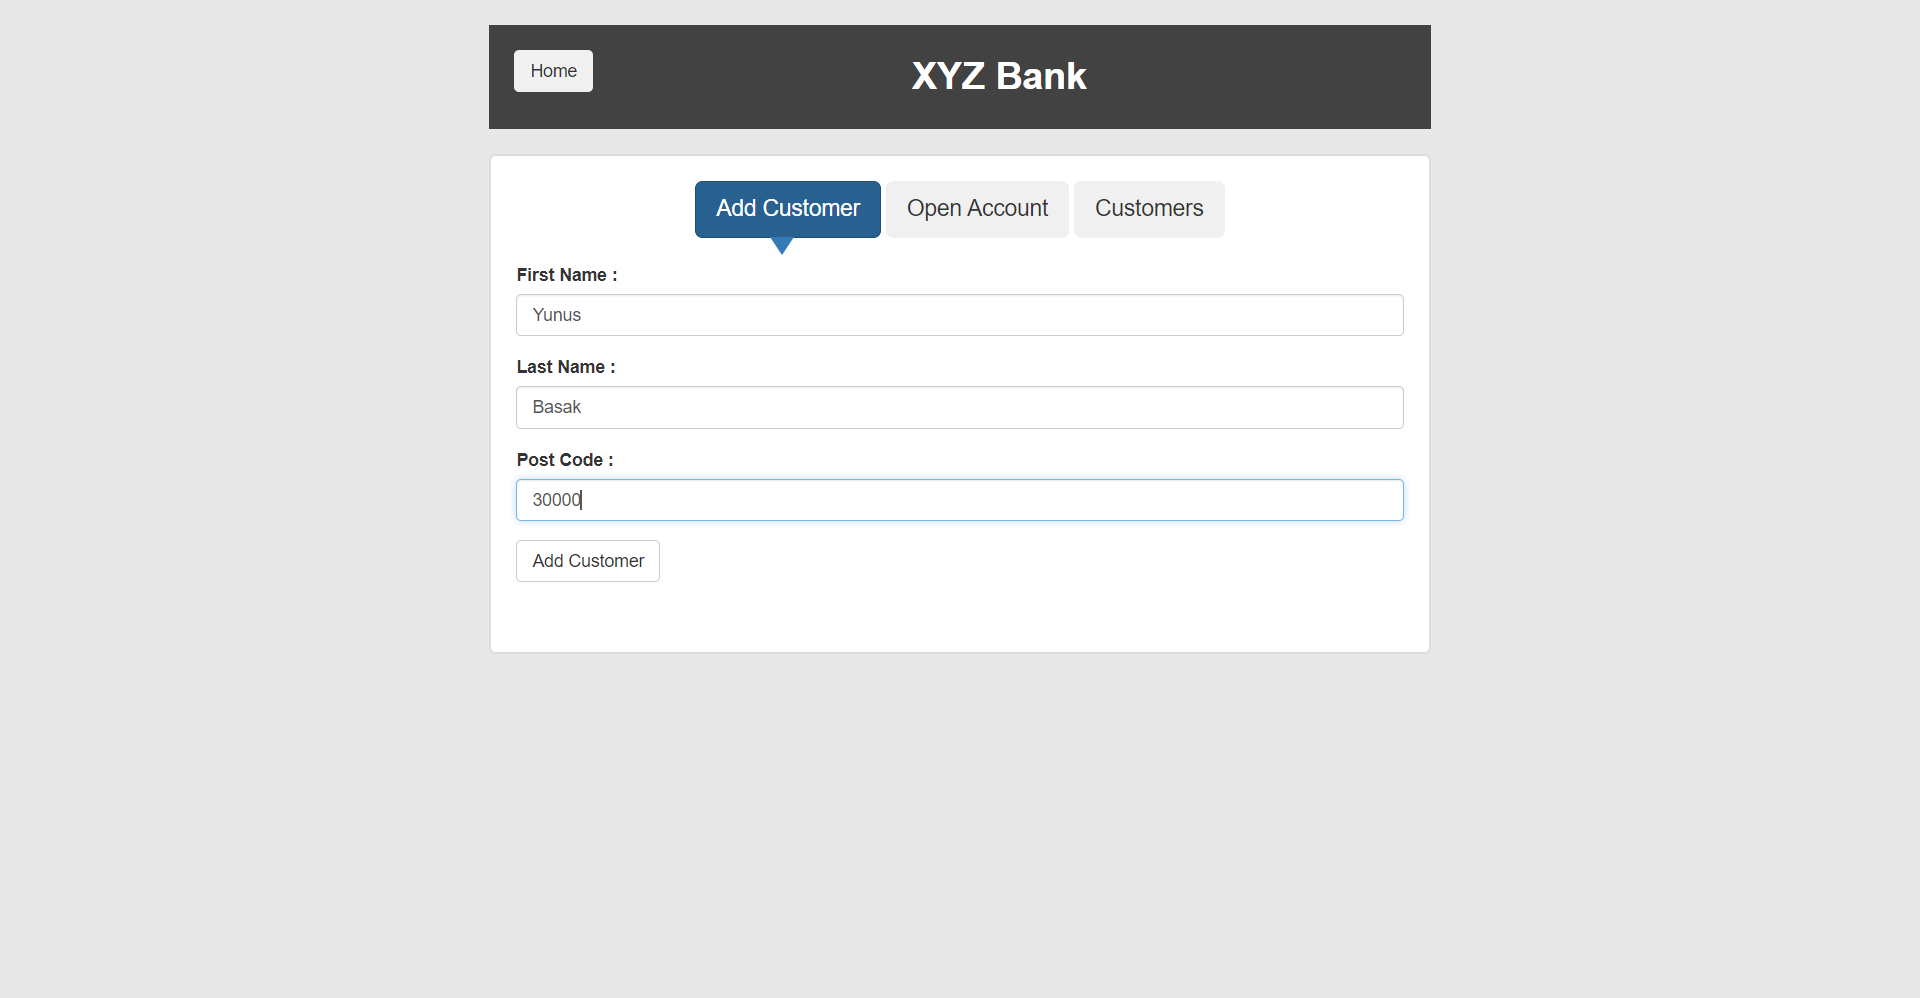 Home
XYZ Bank
Add Customer
Open Account
Customers
First Name :
Yunus
Last Name :
Basak
Post Code :
30000
Add Customer